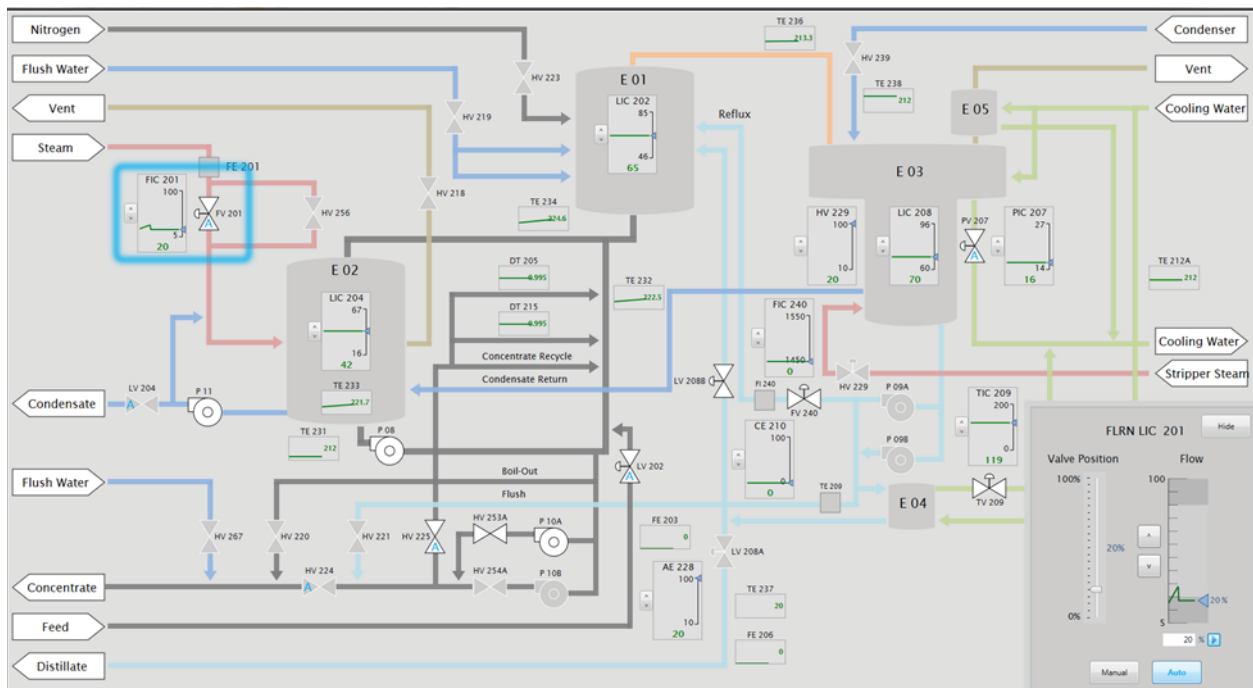 Nitrogen
Flush Water
Vent
Steam
HV 223
HV 219
HV 218
FE 201
FIC 201
100
5
20
FV 201
A
HV 256
E 01
LIC 202
85
46
65
TE 236
213.3
Reflux
TE 234
224.6
E 02
LIC 204
67
16
42
TE 233
221.7
DT 205
0.995
DT 215
0.995
TE 232
222.5
Concentrate Recycle
Condensate Return
Condenser
HV 239
TE 238
212
Vent
E 05
Cooling Water
E 03
HV 229
100
10
20
LIC 208
96
60
70
PV 207
A
PIC 207
27
14
16
TE 212A
212
Cooling Water
Stripper Steam
FIC 240
1550
1450
0
HV 229
LV 208B
FI 240
FV 240
P 09A
P 09B
TIC 209
200
0
119
CE 210
100
0
0
TE 209
E 04
TV 209
LV 204
A
P 11
Condensate
TE 231
212
P 08
Boil-Out
Flush
LV 202
A
Flush Water
HV 267
HV 220
HV 221
HV 225
A
HV 253A
P 10A
HV 224
A
HV 254A
P 10B
Concentrate
Feed
Distillate
FE 203
0
LV 208A
AE 228
100
10
20
TE 237
20
FE 206
0
FLRN LIC 201
Hide
Valve Position
Flow
100%
20%
0%
100
20 %
5
20 %
Manual
Auto